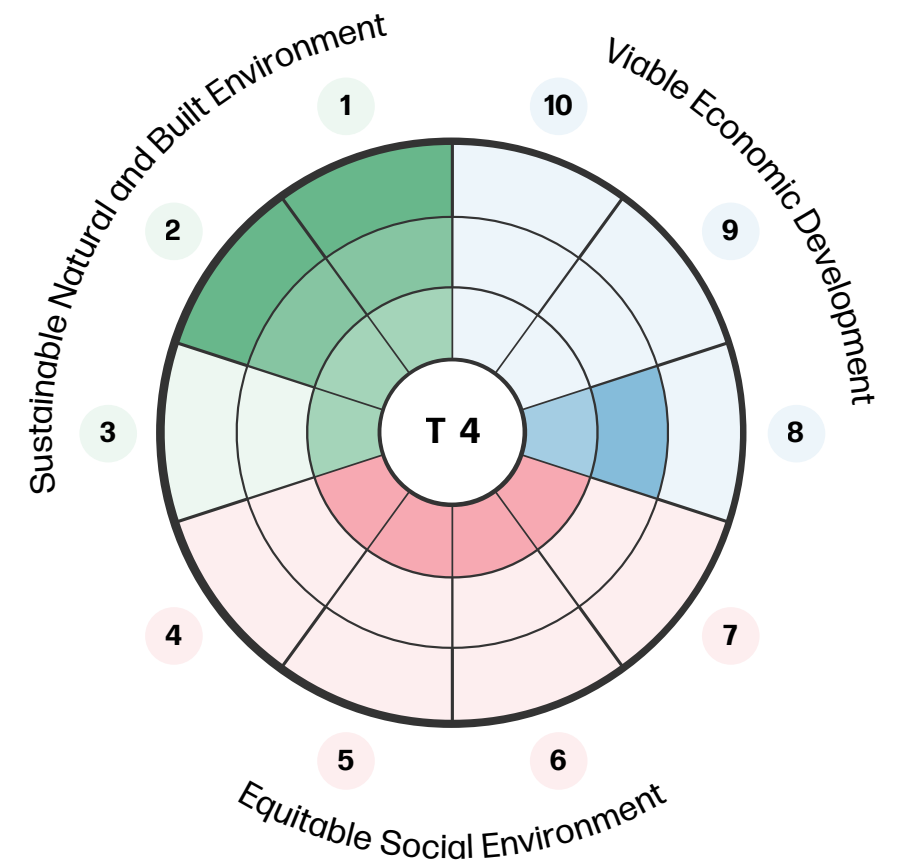 Sustainable Natural and Built Environment
Viable Economic Development
1
10
2
9
3
T 4
8
4
7
5
6
Equitable Social Environment